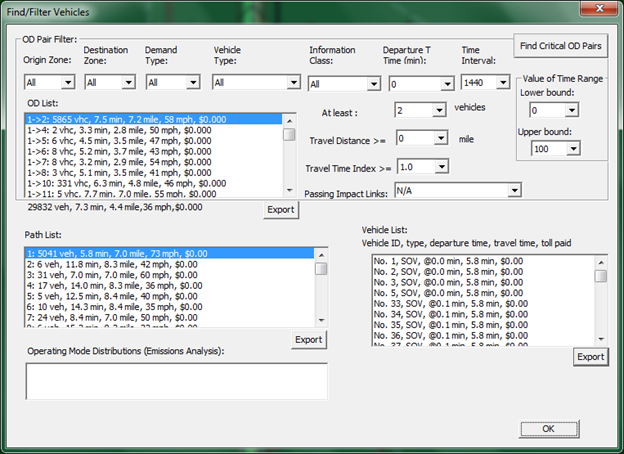 Find/Filter Vehicles
OD Pair Filter:
Origin Zone:
Destination Zone:
Demand Type:
Vehicle Type:
Information Class:
Departure T Time (min):
Time Interval:
Find Critical OD Pairs
All
All
All
All
All
0
1440
Value of Time Range
Lower bound:
0
Upper bound:
100
OD List:
1->2: 5865 vhc, 7.5 min, 7.2 mile, 58 mph, $0.000
1->4: 2 vhc, 3.3 min, 2.8 mile, 50 mph, $0.000
1->5: 6 vhc, 4.5 min, 3.5 mile, 47 mph, $0.000
1->6: 8 vhc, 5.2 min, 3.7 mile, 43 mph, $0.000
1->7: 8 vhc, 3.2 min, 2.9 mile, 54 mph, $0.000
1->8: 3 vhc, 5.1 min, 3.5 mile, 41 mph, $0.000
1->10: 331 vhc, 6.3 min, 4.8 mile, 46 mph, $0.000
1->11: 5 vhc, 7.7 min, 7.0 mile, 55 mph, $0.000
29832 veh, 7.3 min, 4.4 mile,36 mph,$0.000
Export
At least :
2
vehicles
Travel Distance >=
0
mile
Travel Time Index >=
1.0
Passing Impact Links:
N/A
Path List:
1: 5041 veh, 5.8 min, 7.0 mile, 73 mph, $0.000
2: 6 veh, 11.8 min, 8.3 mile, 42 mph, $0.000
3: 31 veh, 7.0 min, 7.0 mile, 60 mph, $0.000
4: 17 veh, 14.0 min, 8.3 mile, 36 mph, $0.000
5: 5 veh, 12.5 min, 8.4 mile, 40 mph, $0.000
6: 10 veh, 14.3 min, 8.4 mile, 35 mph, $0.000
7: 24 veh, 8.4 min, 7.0 mile, 50 mph, $0.000
Export
Vehicle List:
Vehicle ID, type, departure time, travel time, toll paid
No. 1, SOV, @0.0 min, 5.8 min, $0.00
No. 2, SOV, @0.0 min, 5.8 min, $0.00
No. 3, SOV, @0.0 min, 5.8 min, $0.00
No. 5, SOV, @0.0 min, 5.8 min, $0.00
No. 33, SOV, @0.1 min, 5.8 min, $0.00
No. 34, SOV, @0.1 min, 5.8 min, $0.00
No. 35, SOV, @0.1 min, 5.8 min, $0.00
No. 36, SOV, @0.1 min, 5.8 min, $0.00
No. 37, SOV, @0.1 min, 5.8 min, $0.00
Export
Operating Mode Distributions (Emissions Analysis):
OK